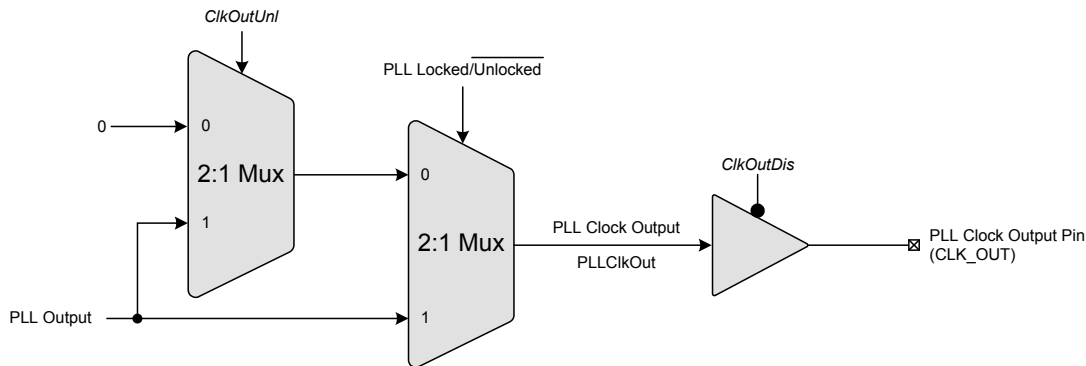 ClkOutUnl
PLL Locked/Unlocked
0
0
2:1 Mux
0
ClkOutDis
1
2:1 Mux
PLL Clock Output
PLLClkOut
PLL Clock Output Pin
(CLK_OUT)
PLL Output
1